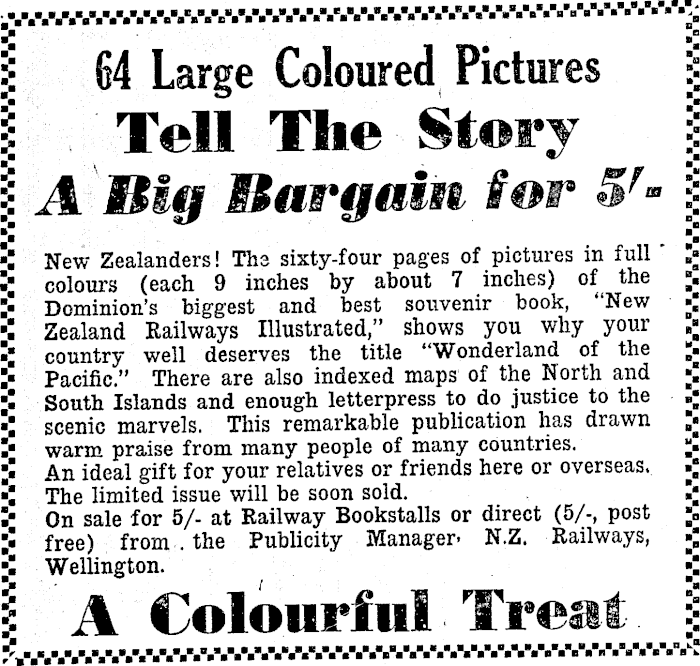 64 Large Coloured Pictures
Tell The Story
A Big Bargain for 5/-
New Zealanders! The sixty-four pages of pictures in full
colours (each 9 inches by about 7 inches) of the
Dominion's biggest and best souvenir book, "New
Zealand Railways Illustrated," shows you why your
country well deserves the title "Wonderland of the
Pacific." There are also indexed maps of the North and
South Islands and enough letterpress to do justice to the
scenic marvels. This remarkable publication has drawn
warm praise from many people of many countries.
An ideal gift for your relatives or friends here or overseas.
The limited issue will be soon sold.
On sale for 5/- at Railway Bookstalls or direct (5/-, post
free) from the Publicity Manager, N.Z. Railways,
Wellington.
A Colourful Treat